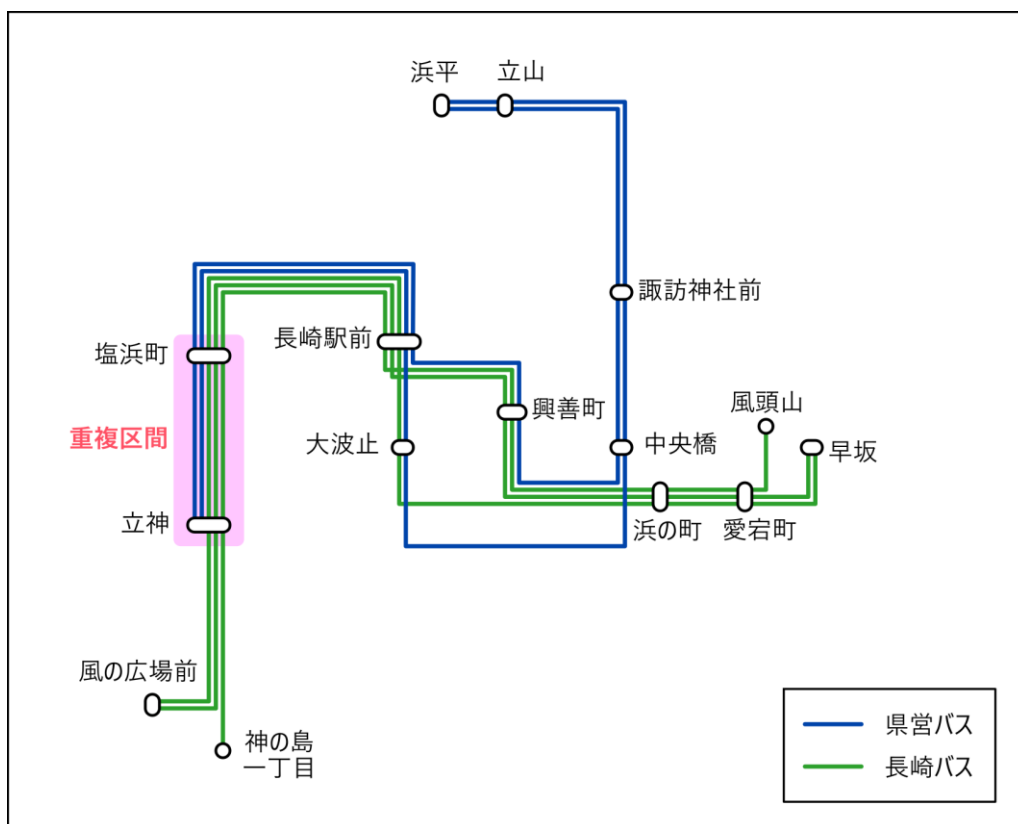 浜平
立山
諏訪神社前
塩浜町
長崎駅前
重複区間
大波止
興善町
中央橋
風頭山
早坂
立神
浜の町
愛宕町
風の広場前
神の島
一丁目
県営バス
長崎バス